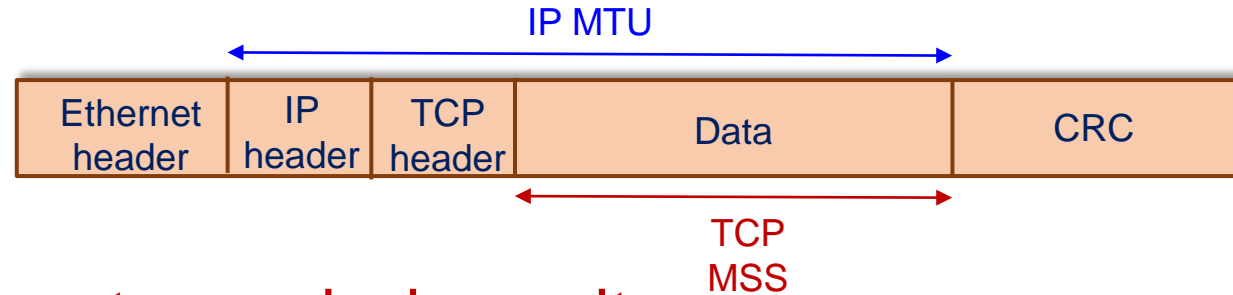 IP MTU
Ethernet
header
IP
header
TCP
header
Data
CRC
TCP
MSS